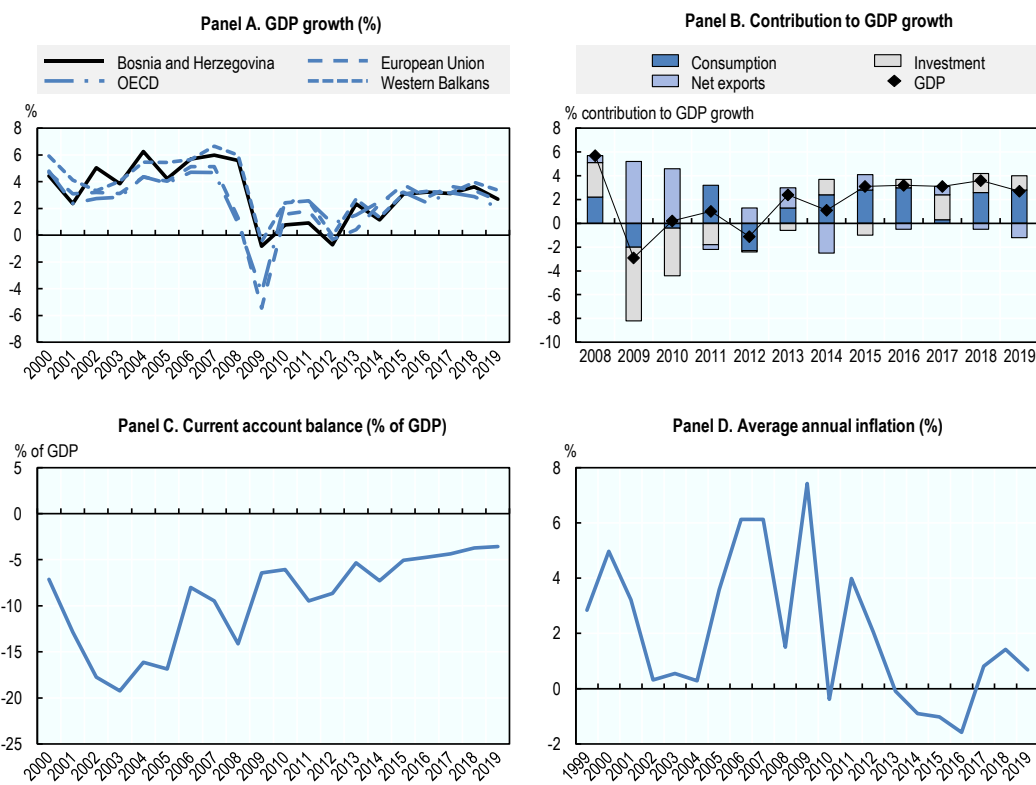 Panel A. GDP growth (%)
Bosnia and Herzegovina
European Union
OECD
Western Balkans
%
8
6
4
2
0
-2
-4
-6
-8
2000 2001 2002 2003 2004 2005 2006 2007 2008 2009 2010 2011 2012 2013 2014 2015 2016 2017 2018 2019
Panel B. Contribution to GDP growth
Consumption
Investment
Net exports
GDP
% contribution to GDP growth
8
6
4
2
0
-2
-4
-6
-8
-10
2008 2009 2010 2011 2012 2013 2014 2015 2016 2017 2018 2019
Panel C. Current account balance (% of GDP)
% of GDP
5
0
-5
-10
-15
-20
-25
2000 2001 2002 2003 2004 2005 2006 2007 2008 2009 2010 2011 2012 2013 2014 2015 2016 2017 2018 2019
Panel D. Average annual inflation (%)
%
8
6
4
2
0
-2
1999 2000 2001 2002 2003 2004 2005 2006 2007 2008 2009 2010 2011 2012 2013 2014 2015 2016 2017 2018 2019